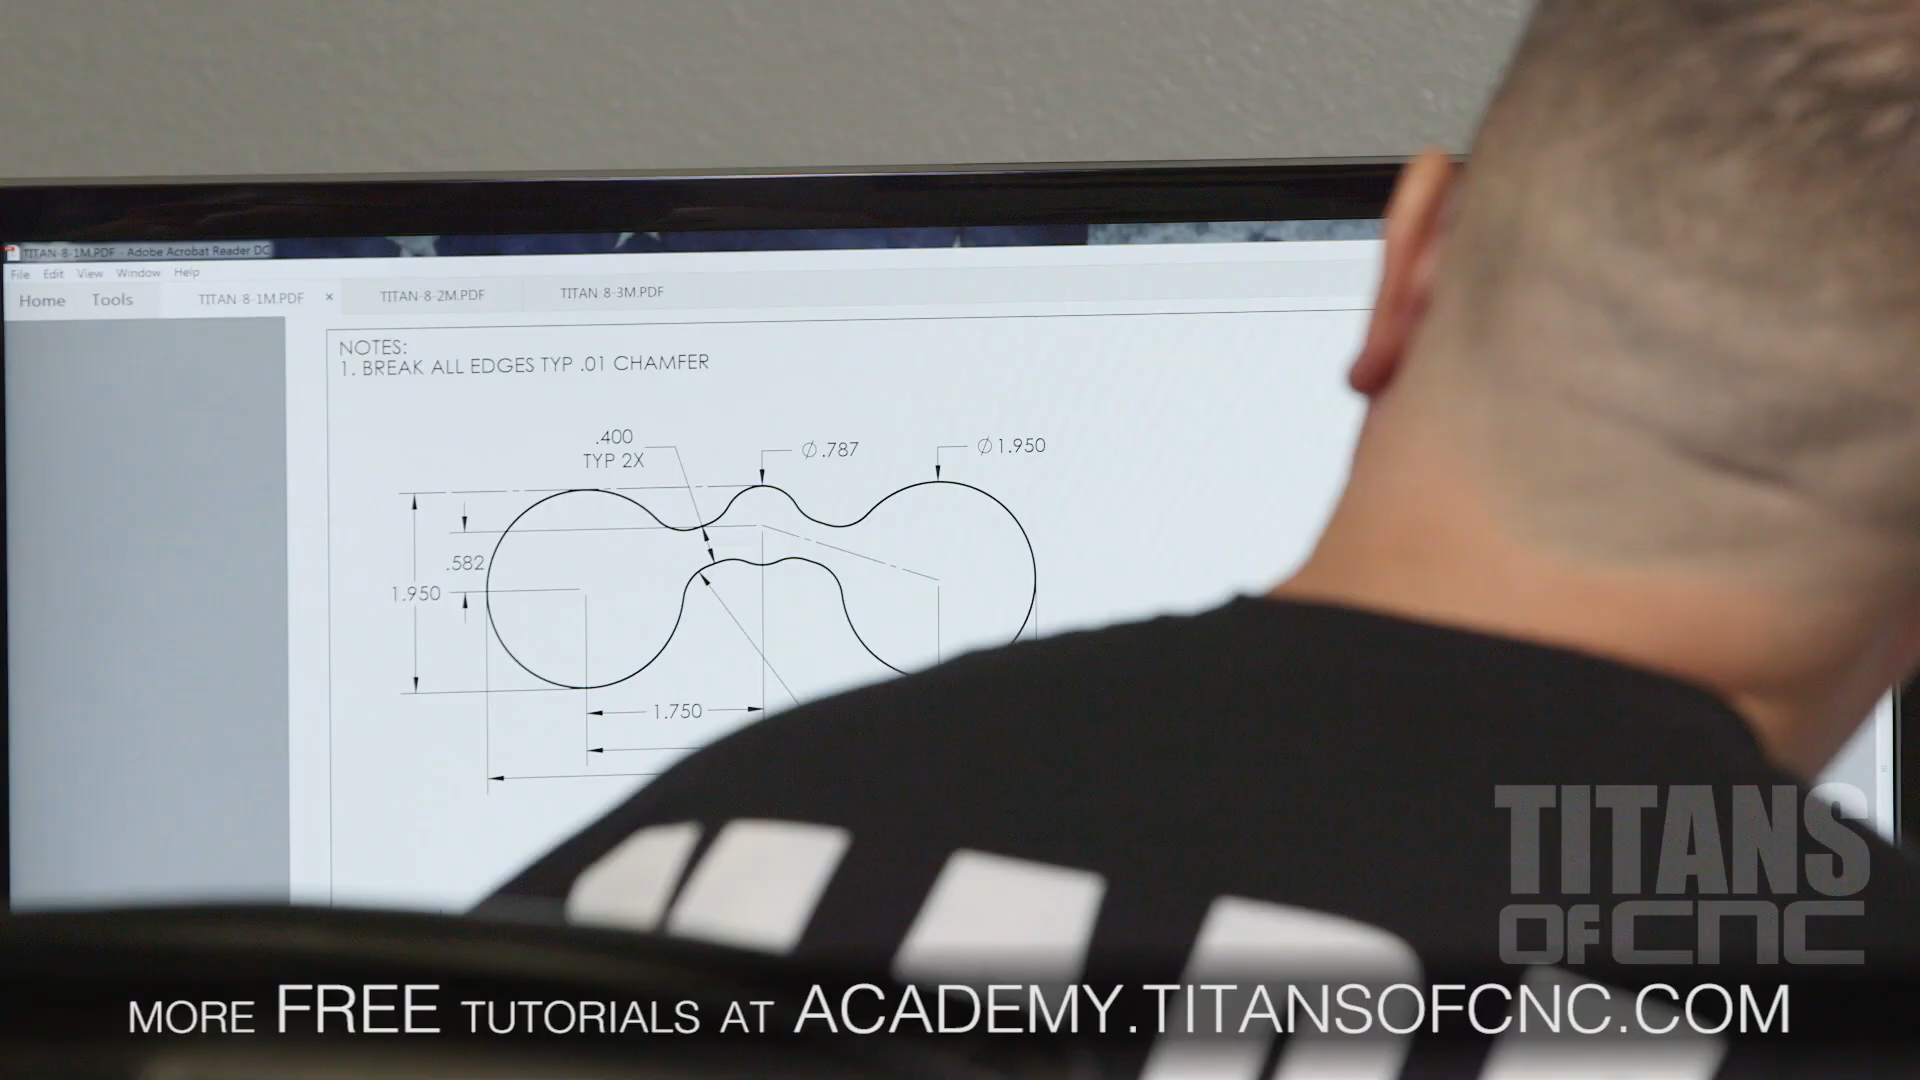 TITAN-8-1M.PDF - Adobe Acrobat Reader DC
File Edit View Window Help
Home Tools TITAN-8-1M.PDF × TITAN-8-2M.PDF TITAN-8-3M.PDF
NOTES:
1. BREAK ALL EDGES TYP .01 CHAMFER
.400
TYP 2X
Ø.787
Ø1.950
.582
1.950
1.750
TITANS
OF CNC
MORE FREE TUTORIALS AT ACADEMY.TITANSOFCNC.COM